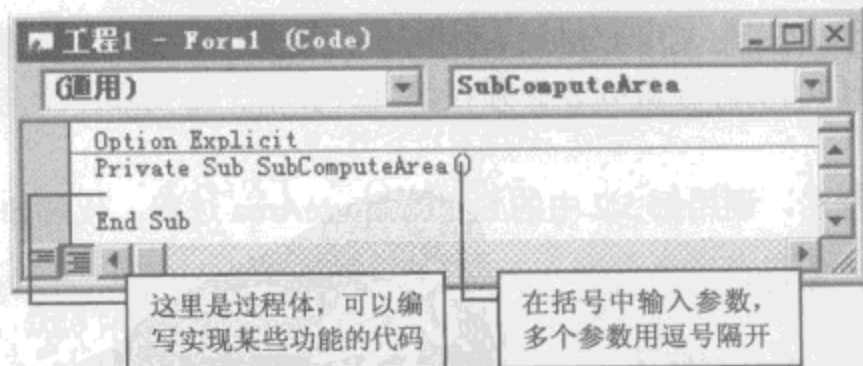 工程1 - Form1 (Code)
(通用)
SubComputeArea
Option Explicit
Private Sub SubComputeArea()
End Sub
这里是过程体，可以编
写实现某些功能的代码
在括号中输入参数，
多个参数用逗号隔开